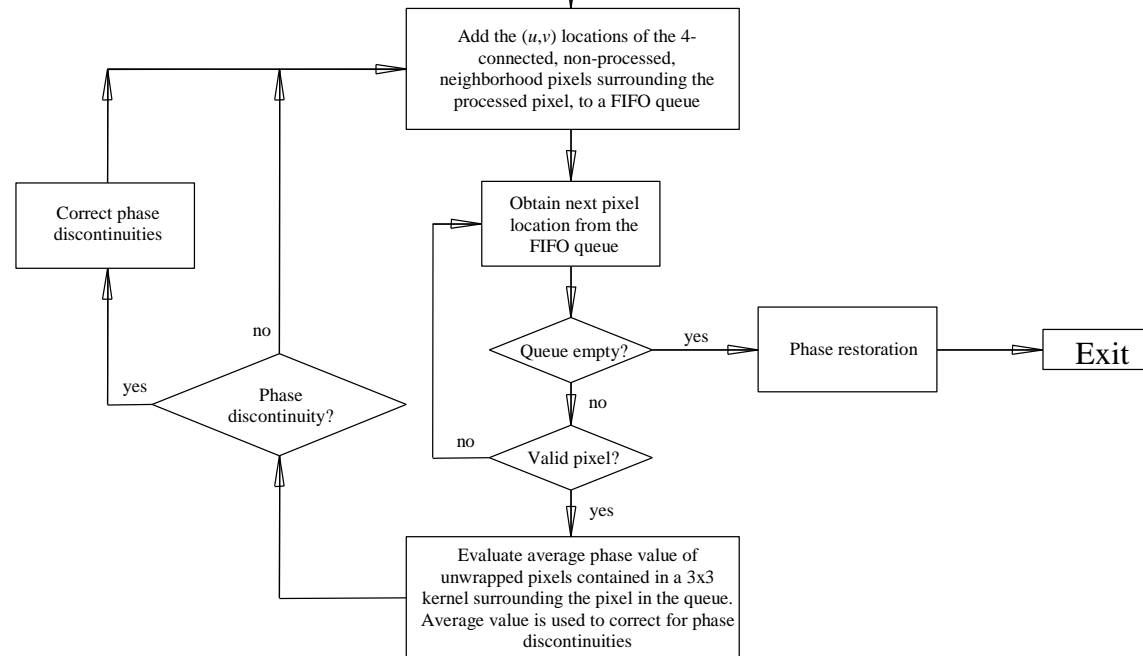 Add the (u,v) locations of the 4-
connected, non-processed,
neighborhood pixels surrounding the
processed pixel, to a FIFO queue
Correct phase
discontinuities
Obtain next pixel
location from the
FIFO queue
no
Queue empty?
yes
Phase restoration
Exit
yes
Phase
discontinuity?
no
no
Valid pixel?
yes
Evaluate average phase value of
unwrapped pixels contained in a 3x3
kernel surrounding the pixel in the queue.
Average value is used to correct for phase
discontinuities